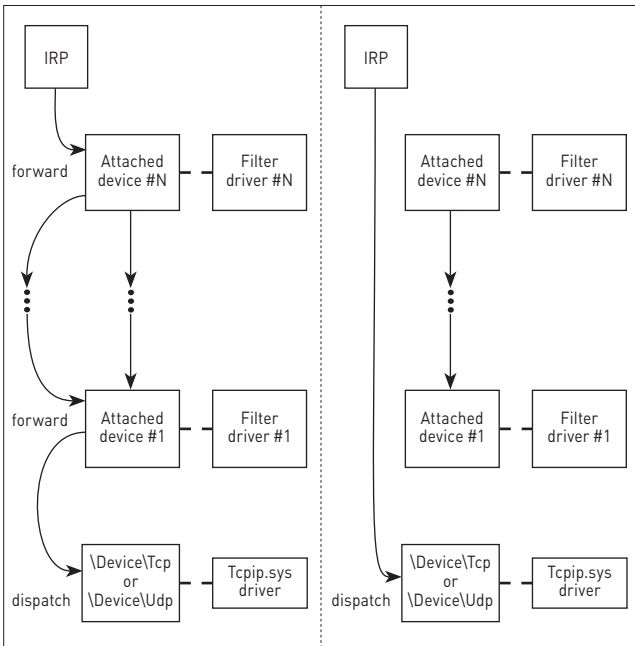 IRP
forward
Attached
device #N
Filter
driver #N
forward
Attached
device #1
Filter
driver #1
dispatch
\Device\Tcp
or
\Device\Udp
Tcpip.sys
driver
IRP
Attached
device #N
Filter
driver #N
Attached
device #1
Filter
driver #1
dispatch
\Device\Tcp
or
\Device\Udp
Tcpip.sys
driver